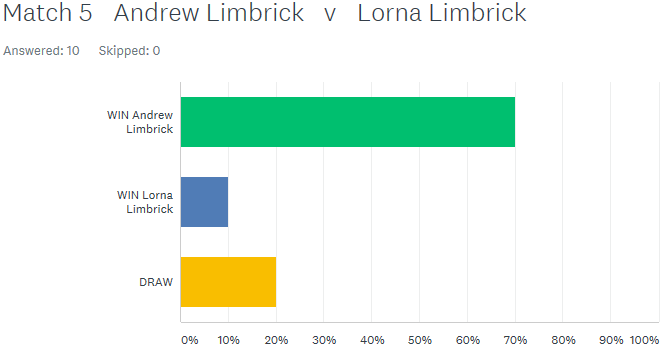 Match 5 Andrew Limbrick v Lorna Limbrick
Answered: 10 Skipped: 0
WIN Andrew
Limbrick
WIN Lorna
Limbrick
DRAW
0% 10% 20% 30% 40% 50% 60% 70% 80% 90% 100%